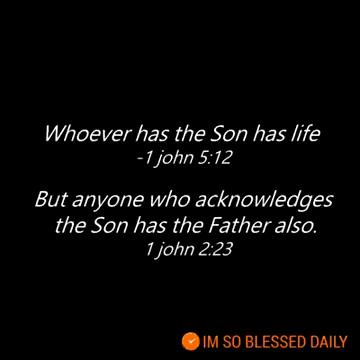 Whoever has the Son has life
-1 john 5:12
But anyone who acknowledges
the Son has the Father also.
1 john 2:23
IM SO BLESSED DAILY